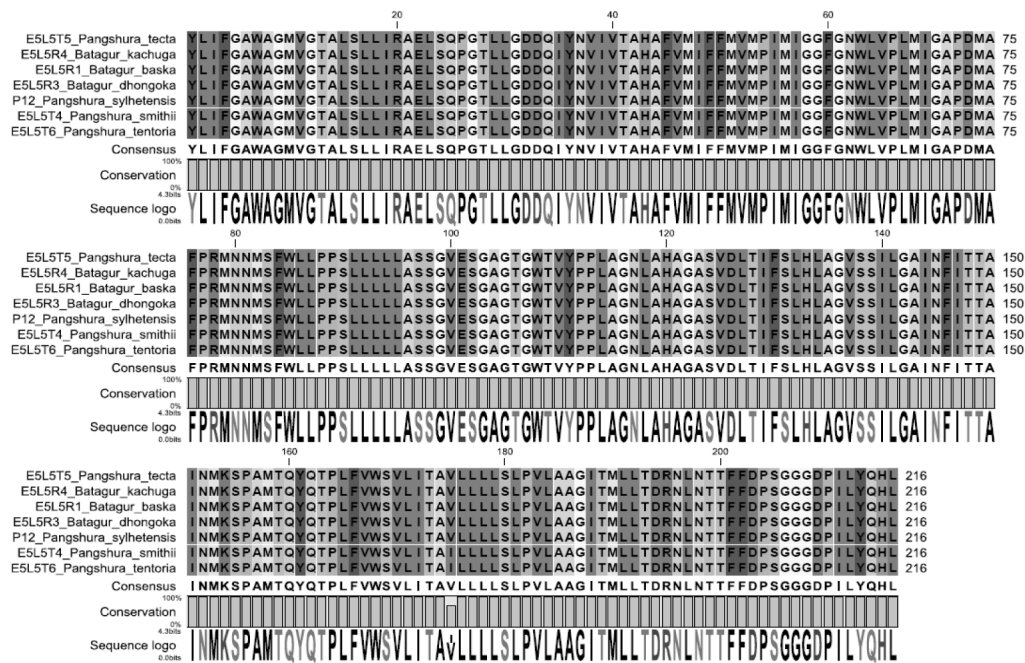 20 40 60
E5L5T5_Pangshura_tecta YLIFGAWAGMVGTALSLLIRAELSQPGTLLGDDQIYNVIVTAHAFVMIFFMVMPIMIGGFGNWLVPLMIGAPDMA 75
E5L5R4_Batagur_kachuga YLIFGAWAGMVGTALSLLIRAELSQPGTLLGDDQIYNVIVTAHAFVMIFFMVMPIMIGGFGNWLVPLMIGAPDMA 75
E5L5R1_Batagur_baska YLIFGAWAGMVGTALSLLIRAELSQPGTLLGDDQIYNVIVTAHAFVMIFFMVMPIMIGGFGNWLVPLMIGAPDMA 75
E5L5R3_Batagur_dhongoka YLIFGAWAGMVGTALSLLIRAELSQPGTLLGDDQIYNVIVTAHAFVMIFFMVMPIMIGGFGNWLVPLMIGAPDMA 75
P12_Pangshura_sylhetensis YLIFGAWAGMVGTALSLLIRAELSQPGTLLGDDQIYNVIVTAHAFVMIFFMVMPIMIGGFGNWLVPLMIGAPDMA 75
E5L5T4_Pangshura_smithii YLIFGAWAGMVGTALSLLIRAELSQPGTLLGDDQIYNVIVTAHAFVMIFFMVMPIMIGGFGNWLVPLMIGAPDMA 75
E5L5T6_Pangshura_tentoria YLIFGAWAGMVGTALSLLIRAELSQPGTLLGDDQIYNVIVTAHAFVMIFFMVMPIMIGGFGNWLVPLMIGAPDMA 75
Consensus YLIFGAWAGMVGTALSLLIRAELSQPGTLLGDDQIYNVIVTAHAFVMIFFMVMPIMIGGFGNWLVPLMIGAPDMA
100%
Conservation
0%
4.3bits
Sequence logo YLIFGAWAGMVGTALSLLIRAELSQPGTLLGDDQIYNVIVTAHAFVMIFFMVMPIMIGGFGNWLVPLMIGAPDMA
0.0bits
80 100 120 140
E5L5T5_Pangshura_tecta FPRMNNMSFWLLPPSLLLLLASSGVESGAGTGWTVYPPLAGNLAHAGASVDLTIFSLHLAGVSSILGAINFITTA 150
E5L5R4_Batagur_kachuga FPRMNNMSFWLLPPSLLLLLASSGVESGAGTGWTVYPPLAGNLAHAGASVDLTIFSLHLAGVSSILGAINFITTA 150
E5L5R1_Batagur_baska FPRMNNMSFWLLPPSLLLLLASSGVESGAGTGWTVYPPLAGNLAHAGASVDLTIFSLHLAGVSSILGAINFITTA 150
E5L5R3_Batagur_dhongoka FPRMNNMSFWLLPPSLLLLLASSGVESGAGTGWTVYPPLAGNLAHAGASVDLTIFSLHLAGVSSILGAINFITTA 150
P12_Pangshura_sylhetensis FPRMNNMSFWLLPPSLLLLLASSGVESGAGTGWTVYPPLAGNLAHAGASVDLTIFSLHLAGVSSILGAINFITTA 150
E5L5T4_Pangshura_smithii FPRMNNMSFWLLPPSLLLLLASSGVESGAGTGWTVYPPLAGNLAHAGASVDLTIFSLHLAGVSSILGAINFITTA 150
E5L5T6_Pangshura_tentoria FPRMNNMSFWLLPPSLLLLLASSGVESGAGTGWTVYPPLAGNLAHAGASVDLTIFSLHLAGVSSILGAINFITTA 150
Consensus FPRMNNMSFWLLPPSLLLLLASSGVESGAGTGWTVYPPLAGNLAHAGASVDLTIFSLHLAGVSSILGAINFITTA
100%
Conservation
0%
4.3bits
Sequence logo FPRMNNMSFWLLPPSLLLLLASSGVESGAGTGWTVYPPLAGNLAHAGASVDLTIFSLHLAGVSSILGAINFITTA
0.0bits
160 180 200
E5L5T5_Pangshura_tecta INMKSPAMTQYQTPLFVWSVLITAVLLLLSLPVLAAGITMLLTDRNLNTTFFDPSGGGDPILYQHL 216
E5L5R4_Batagur_kachuga INMKSPAMTQYQTPLFVWSVLITAVLLLLSLPVLAAGITMLLTDRNLNTTFFDPSGGGDPILYQHL 216
E5L5R1_Batagur_baska INMKSPAMTQYQTPLFVWSVLITAVLLLLSLPVLAAGITMLLTDRNLNTTFFDPSGGGDPILYQHL 216
E5L5R3_Batagur_dhongoka INMKSPAMTQYQTPLFVWSVLITAVLLLLSLPVLAAGITMLLTDRNLNTTFFDPSGGGDPILYQHL 216
P12_Pangshura_sylhetensis INMKSPAMTQYQTPLFVWSVLITAVLLLLSLPVLAAGITMLLTDRNLNTTFFDPSGGGDPILYQHL 216
E5L5T4_Pangshura_smithii INMKSPAMTQYQTPLFVWSVLITAILLLLSLPVLAAGITMLLTDRNLNTTFFDPSGGGDPILYQHL 216
E5L5T6_Pangshura_tentoria INMKSPAMTQYQTPLFVWSVLITAILLLLSLPVLAAGITMLLTDRNLNTTFFDPSGGGDPILYQHL 216
Consensus INMKSPAMTQYQTPLFVWSVLITAVLLLLSLPVLAAGITMLLTDRNLNTTFFDPSGGGDPILYQHL
100%
Conservation
0%
4.3bits
Sequence logo INMKSPAMTQYQTPLFVWSVLITAVLLLLSLPVLAAGITMLLTDRNLNTTFFDPSGGGDPILYQHL
0.0bits